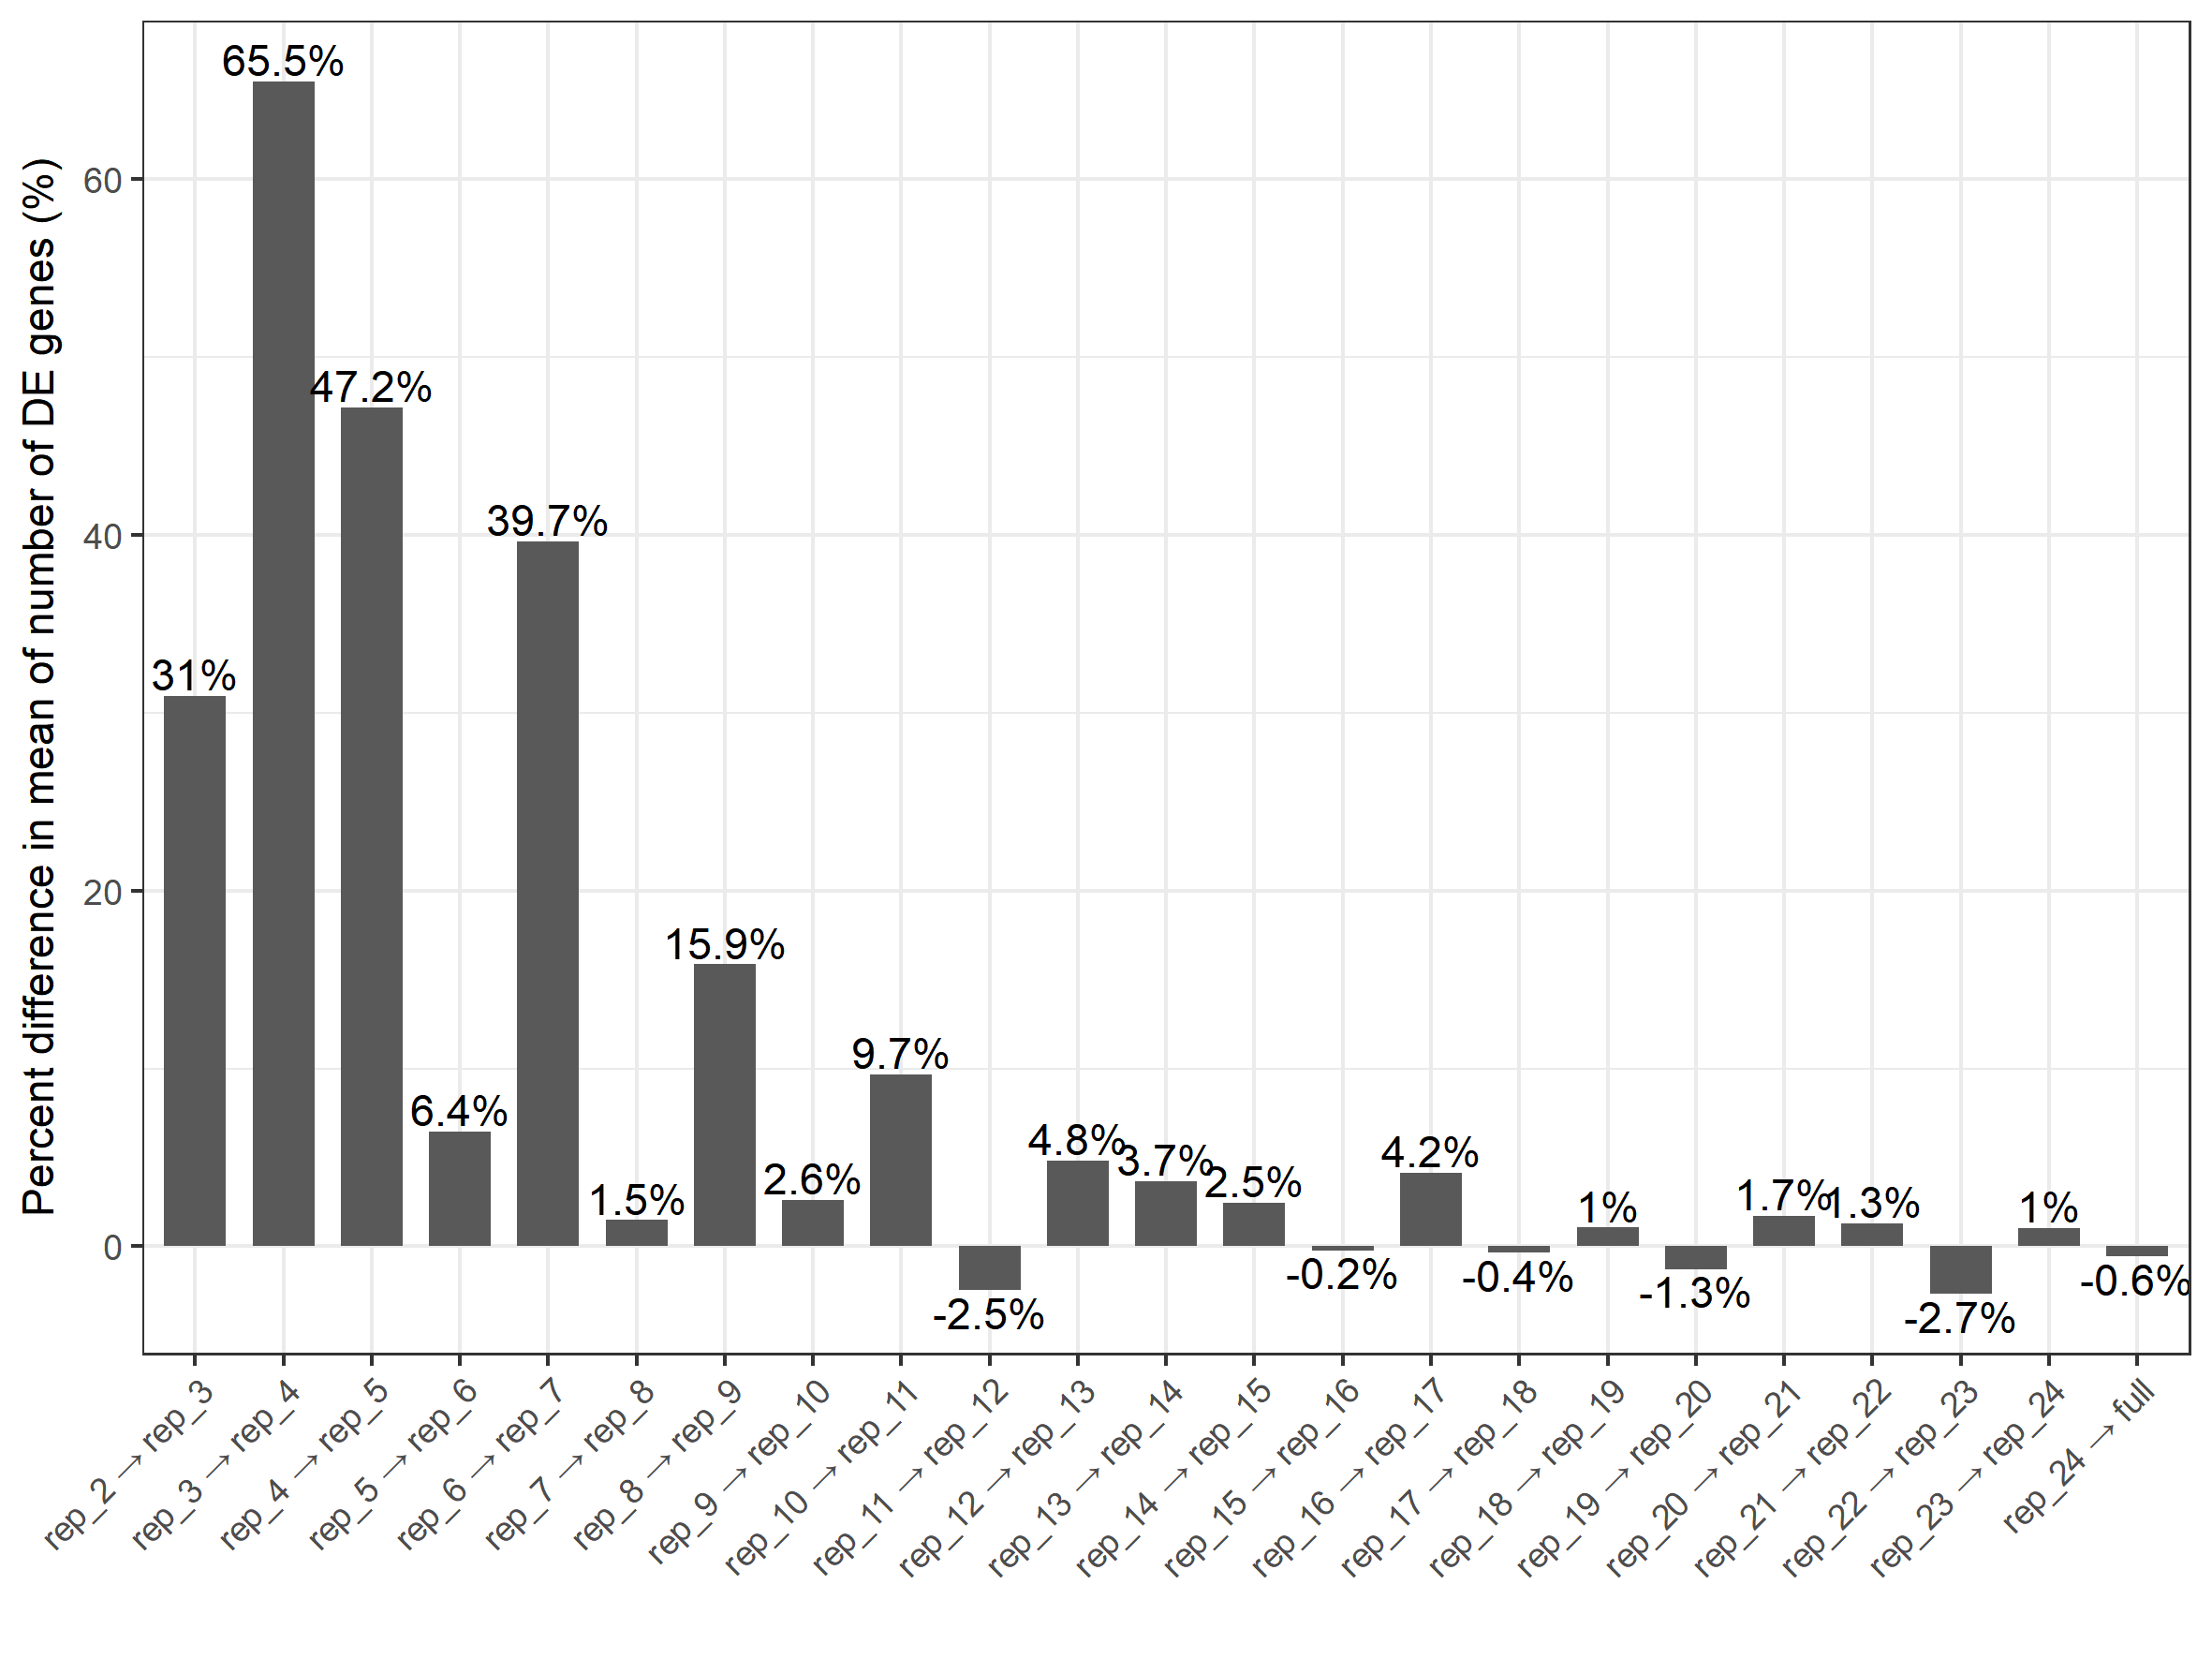 Percent difference in mean of number of DE genes (%)
60
40
20
0
31%
65.5%
47.2%
6.4%
39.7%
1.5%
15.9%
2.6%
9.7%
-2.5%
4.8%
3.7%
2.5%
-0.2%
4.2%
-0.4%
1%
-1.3%
1.7%
1.3%
-2.7%
1%
-0.6%
rep_2→rep_3
rep_3→rep_4
rep_4→rep_5
rep_5→rep_6
rep_6→rep_7
rep_7→rep_8
rep_8→rep_9
rep_9→rep_10
rep_10→rep_11
rep_11→rep_12
rep_12→rep_13
rep_13→rep_14
rep_14→rep_15
rep_15→rep_16
rep_16→rep_17
rep_17→rep_18
rep_18→rep_19
rep_19→rep_20
rep_20→rep_21
rep_21→rep_22
rep_22→rep_23
rep_23→rep_24
rep_24→full